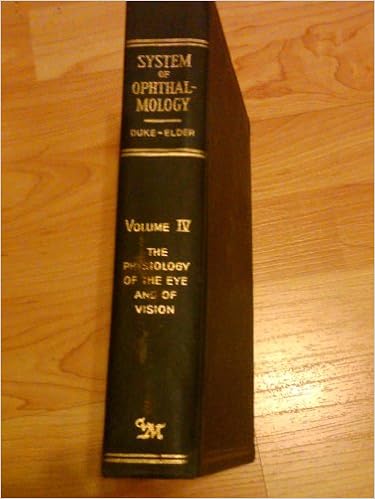 SYSTEM
OF
OPHTHAL-
MOLOGY
DUKE-ELDER
VOLUME IV
THE
PHYSIOLOGY
OF THE EYE
AND OF
VISION